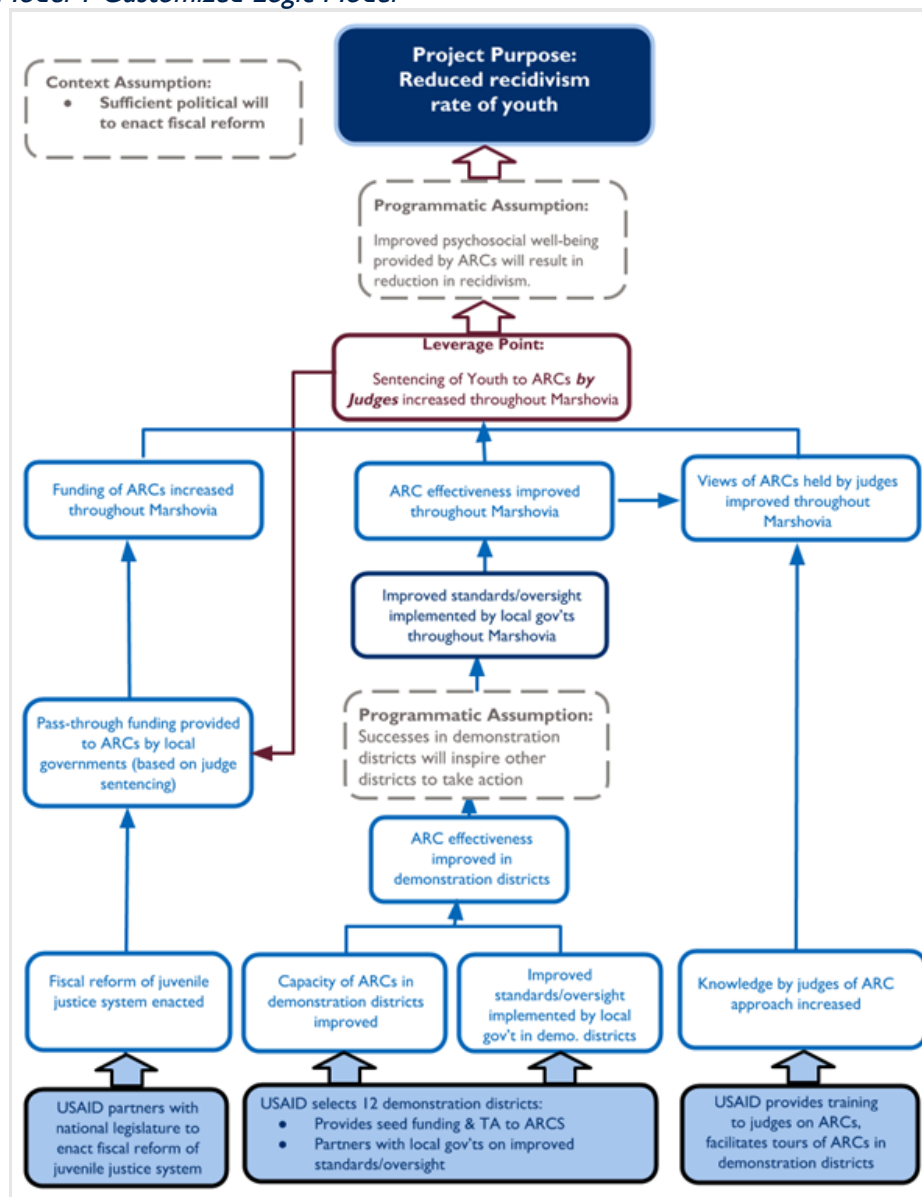 Model 1 Customized Logic Model
Project Purpose:
Reduced recidivism
rate of youth
Context Assumption:
● Sufficient political will
to enact fiscal reform
Programmatic Assumption:
Improved psychosocial well-being
provided by ARCs will result in
reduction in recidivism.
Leverage Point:
Sentencing of Youth to ARCs by
Judges increased throughout Marshovia
Funding of ARCs increased
throughout Marshovia
ARC effectiveness improved
throughout Marshovia
Views of ARCs held by judges
improved throughout
Marshovia
Improved standards/oversight
implemented by local gov'ts
throughout Marshovia
Pass-through funding provided
to ARCs by local
governments (based on judge
sentencing)
Programmatic Assumption:
Successes in demonstration
districts will inspire other
districts to take action
ARC effectiveness
improved in
demonstration districts
Fiscal reform of juvenile
justice system enacted
Capacity of ARCs in
demonstration districts
improved
Improved
standards/oversight
implemented by local
gov't in demo. districts
Knowledge by judges of ARC
approach increased
USAID partners with
national legislature to
enact fiscal reform of
juvenile justice system
USAID selects 12 demonstration districts:
● Provides seed funding & TA to ARCS
● Partners with local gov'ts on improved
standards/oversight
USAID provides training
to judges on ARCs,
facilitates tours of ARCs in
demonstration districts